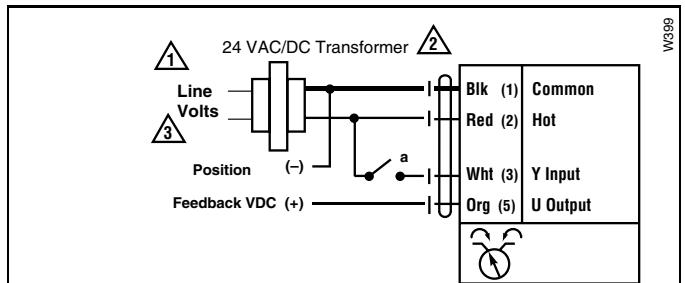 W399
1
24 VAC/DC Transformer
2
Line
Volts
3
Blk (1) Common
Red (2) Hot
a
Position (–)
Wht (3) Y Input
Feedback VDC (+)
Org (5) U Output